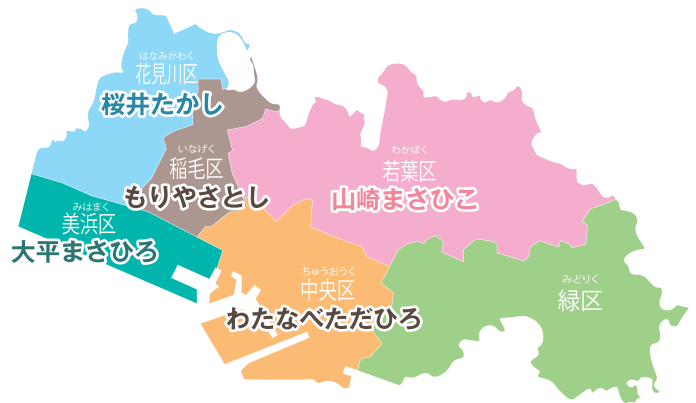 はなみがわく
花見川区
桜井たかし
いなげく
稲毛区
もりやさとし
わかばく
若葉区
山崎まさひこ
みはまく
美浜区
大平まさひろ
ちゅうおうく
中央区
わたなべただひろ
みどりく
緑区